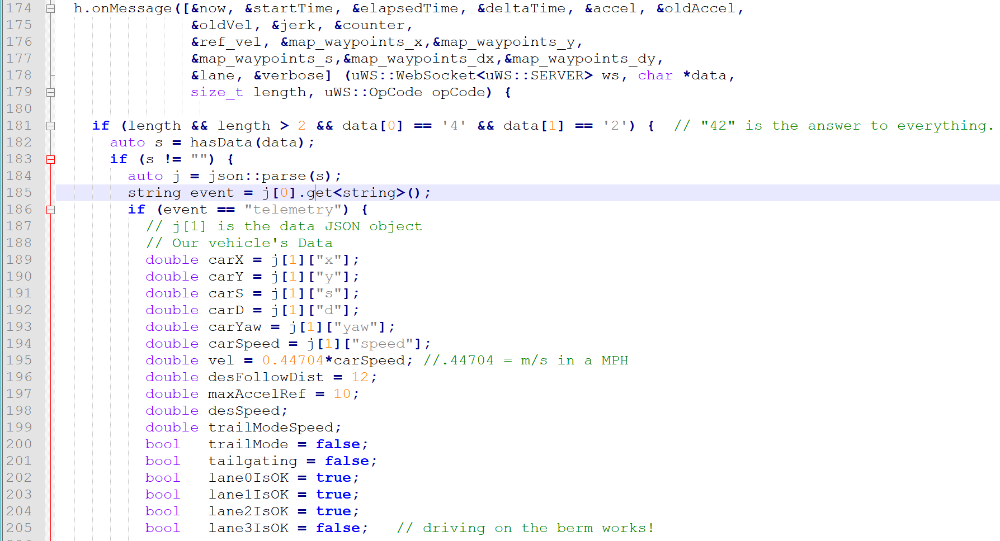 174 h.onMessage([&now, &startTime, &elapsedTime, &deltaTime, &accel, &oldAccel,
175 &oldVel, &jerk, &counter,
176 &ref_vel, &map_waypoints_x,&map_waypoints_y,
177 &map_waypoints_s,&map_waypoints_dx,&map_waypoints_dy,
178 &lane, &verbose] (uWS::WebSocket<uWS::SERVER> ws, char *data,
179 size_t length, uWS::OpCode opCode) {
180
181 if (length && length > 2 && data[0] == '4' && data[1] == '2') { // "42" is the answer to everything.
182 auto s = hasData(data);
183 if (s != "") {
184 auto j = json::parse(s);
185 string event = j[0].get<string>();
186 if (event == "telemetry") {
187 // j[1] is the data JSON object
188 // Our vehicle's Data
189 double carX = j[1]["x"];
190 double carY = j[1]["y"];
191 double carS = j[1]["s"];
192 double carD = j[1]["d"];
193 double carYaw = j[1]["yaw"];
194 double carSpeed = j[1]["speed"];
195 double vel = 0.44704*carSpeed; //.44704 = m/s in a MPH
196 double desFollowDist = 12;
197 double maxAccelRef = 10;
198 double desSpeed;
199 double trailModeSpeed;
200 bool trailMode = false;
201 bool tailgating = false;
202 bool lane0IsOK = true;
203 bool lane1IsOK = true;
204 bool lane2IsOK = true;
205 bool lane3IsOK = false; // driving on the berm works!